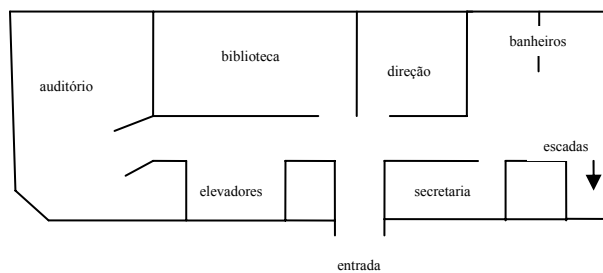 banheiros
biblioteca
direção
auditório
escadas
elevadores
secretaria
entrada